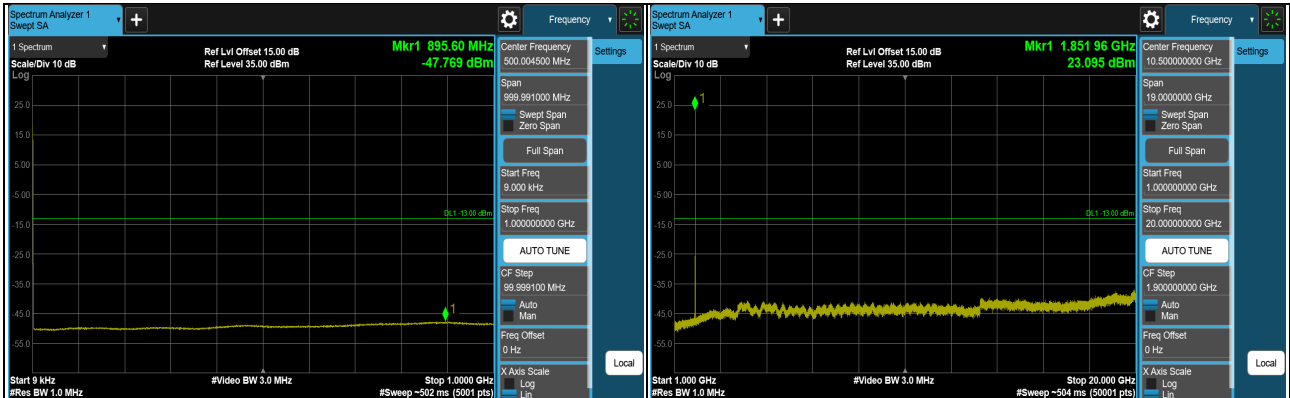 Spectrum Analyzer 1
Swept SA
+
Frequency
1 Spectrum
Scale/Div 10 dB
Ref Lvl Offset 15.00 dB
Ref Level 35.00 dBm
Mkr1 895.60 MHz
-47.769 dBm
Log
25.0
15.0
5.00
-5.00
-15.0
-25.0
-35.0
-45.0
-55.0
DL1 -13.00 dBm
1
Start 9 kHz
#Res BW 1.0 MHz
#Video BW 3.0 MHz
Stop 1.0000 GHz
#Sweep ~502 ms (5001 pts)
Center Frequency
500.004500 MHz
Settings
Span
999.991000 MHz
Swept Span
Zero Span
Full Span
Start Freq
9.000 kHz
Stop Freq
1.000000000 GHz
AUTO TUNE
CF Step
99.999100 MHz
Auto
Man
Freq Offset
0 Hz
X Axis Scale
Log
Lin
Local
Spectrum Analyzer 1
Swept SA
+
Frequency
1 Spectrum
Scale/Div 10 dB
Ref Lvl Offset 15.00 dB
Ref Level 35.00 dBm
Mkr1 1.851 96 GHz
23.095 dBm
Log
25.0
15.0
5.00
-5.00
-15.0
-25.0
-35.0
-45.0
-55.0
1
DL1 -13.00 dBm
Start 1.000 GHz
#Res BW 1.0 MHz
#Video BW 3.0 MHz
Stop 20.000 GHz
#Sweep ~504 ms (50001 pts)
Center Frequency
10.500000000 GHz
Settings
Span
19.0000000 GHz
Swept Span
Zero Span
Full Span
Start Freq
1.000000000 GHz
Stop Freq
20.000000000 GHz
AUTO TUNE
CF Step
1.900000000 GHz
Auto
Man
Freq Offset
0 Hz
X Axis Scale
Log
Lin
Local